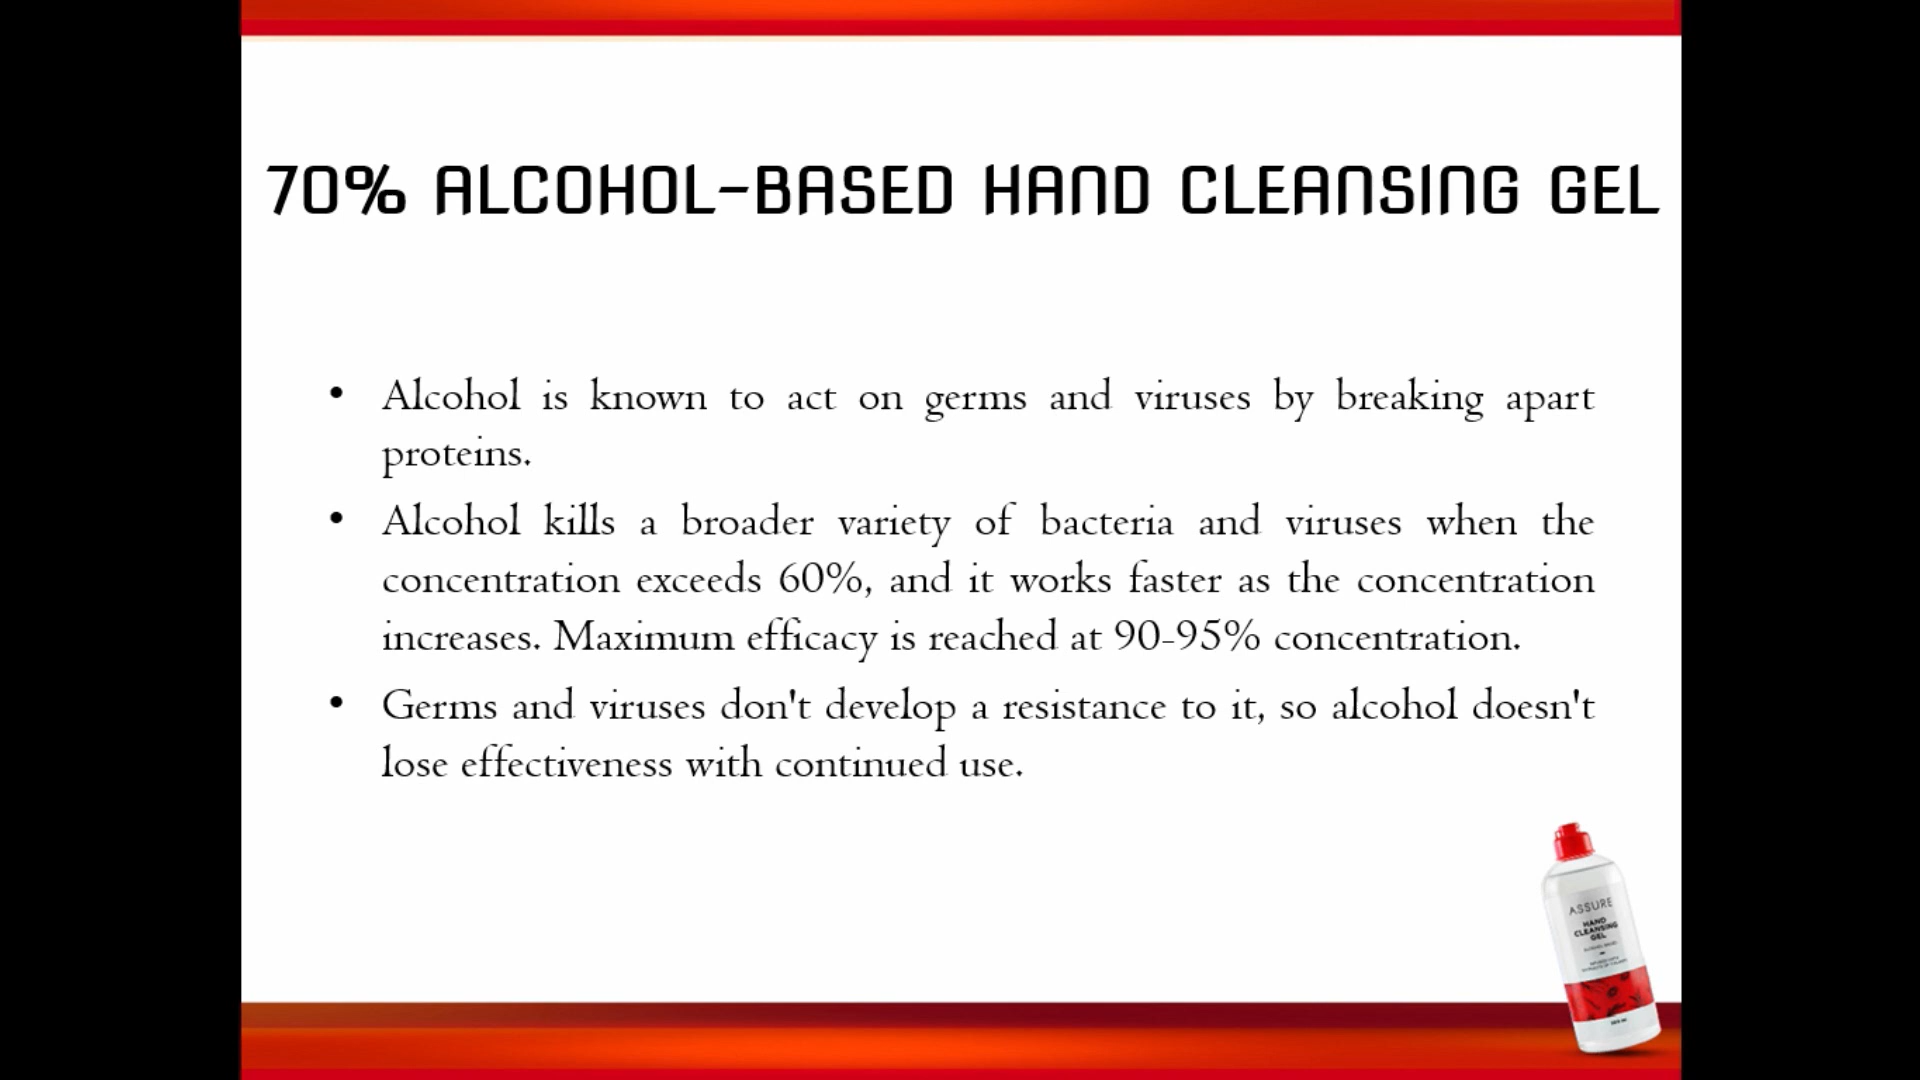 70% ALCOHOL-BASED HAND CLEANSING GEL
• Alcohol is known to act on germs and viruses by breaking apart
proteins.
• Alcohol kills a broader variety of bacteria and viruses when the
concentration exceeds 60%, and it works faster as the concentration
increases. Maximum efficacy is reached at 90-95% concentration.
• Germs and viruses don't develop a resistance to it, so alcohol doesn't
lose effectiveness with continued use.
ASSURE
HAND
CLEANSING
GEL